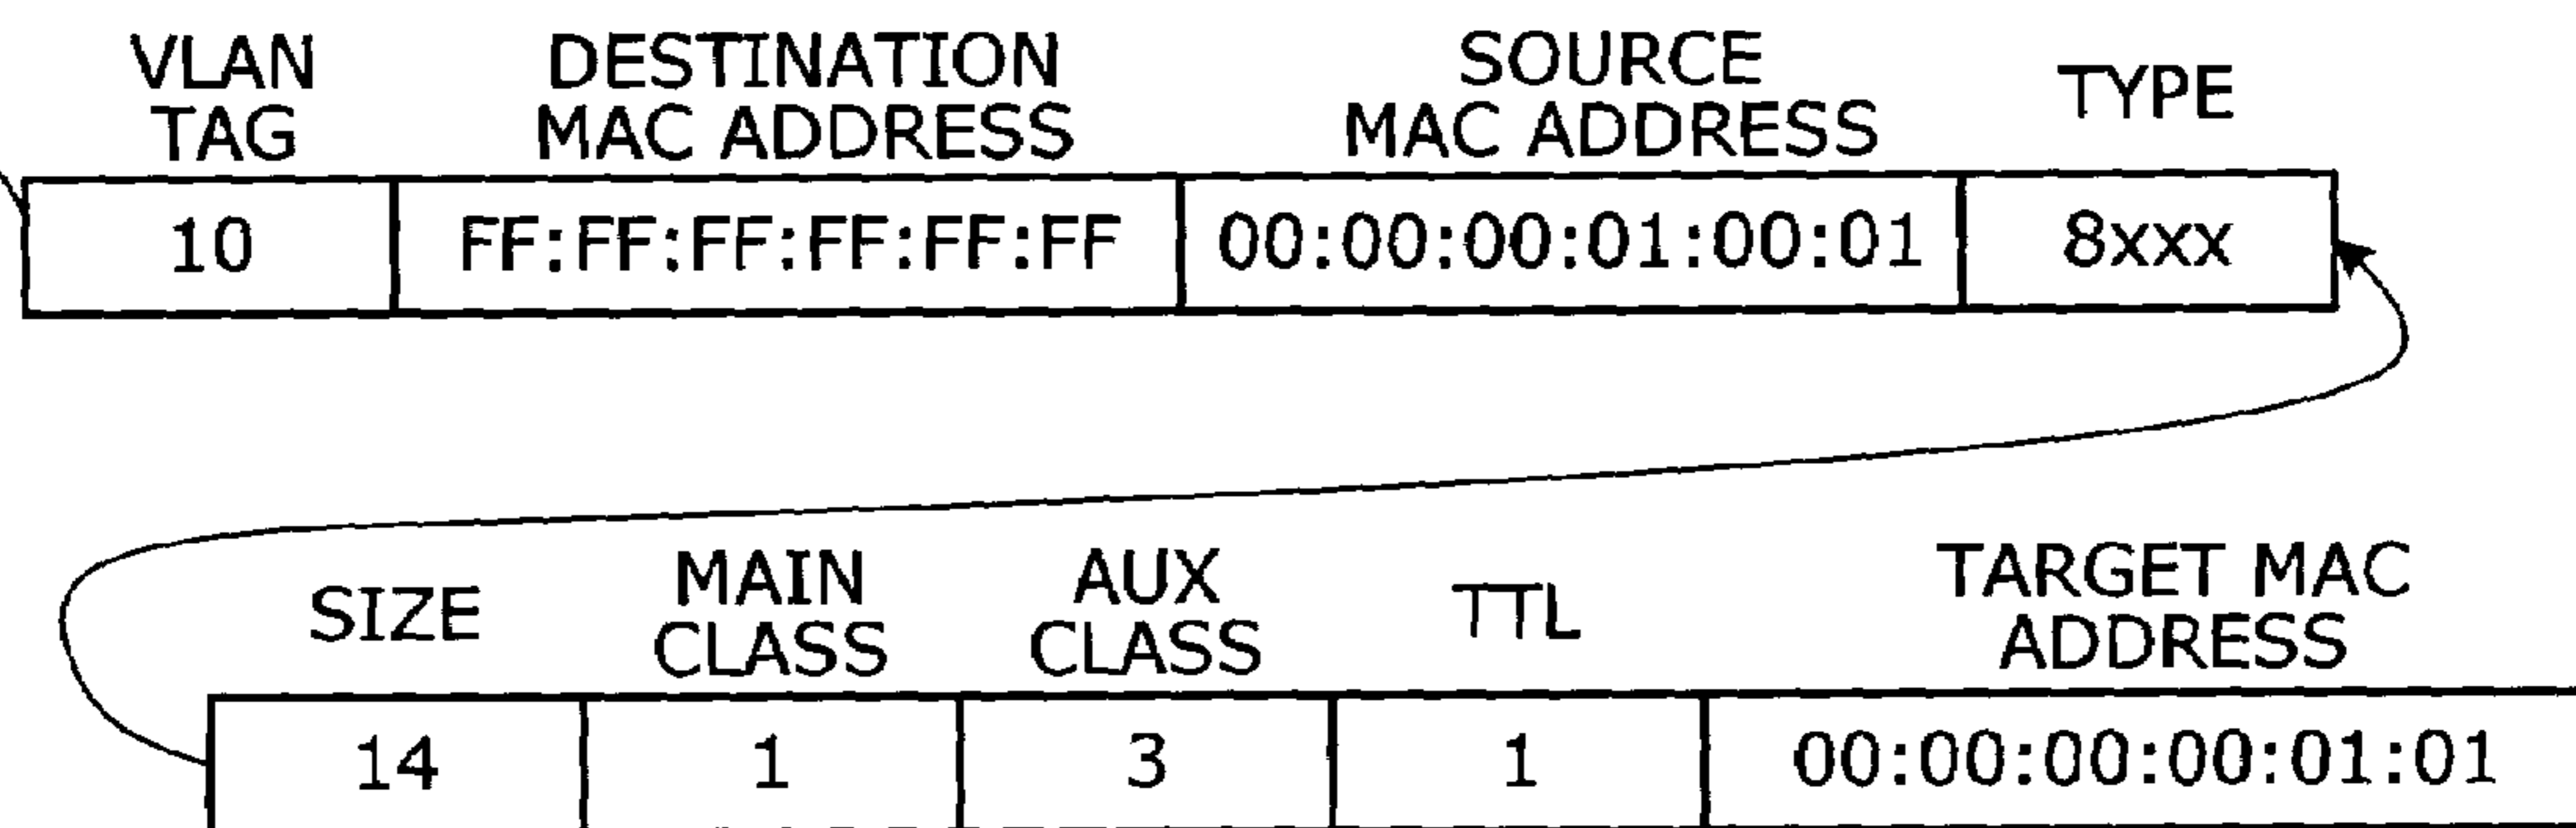 VLAN TAG
DESTINATION MAC ADDRESS
SOURCE MAC ADDRESS
TYPE
10
FF:FF:FF:FF:FF:FF
00:00:00:01:00:01
8xxx
SIZE
MAIN CLASS
AUX CLASS
TTL
TARGET MAC ADDRESS
14
1
3
1
00:00:00:00:01:01